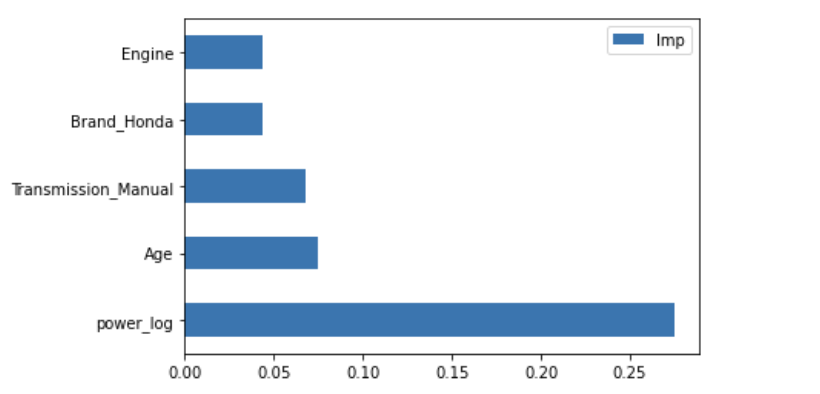 Imp
Engine
Brand_Honda
Transmission_Manual
Age
power_log
0.00 0.05 0.10 0.15 0.20 0.25